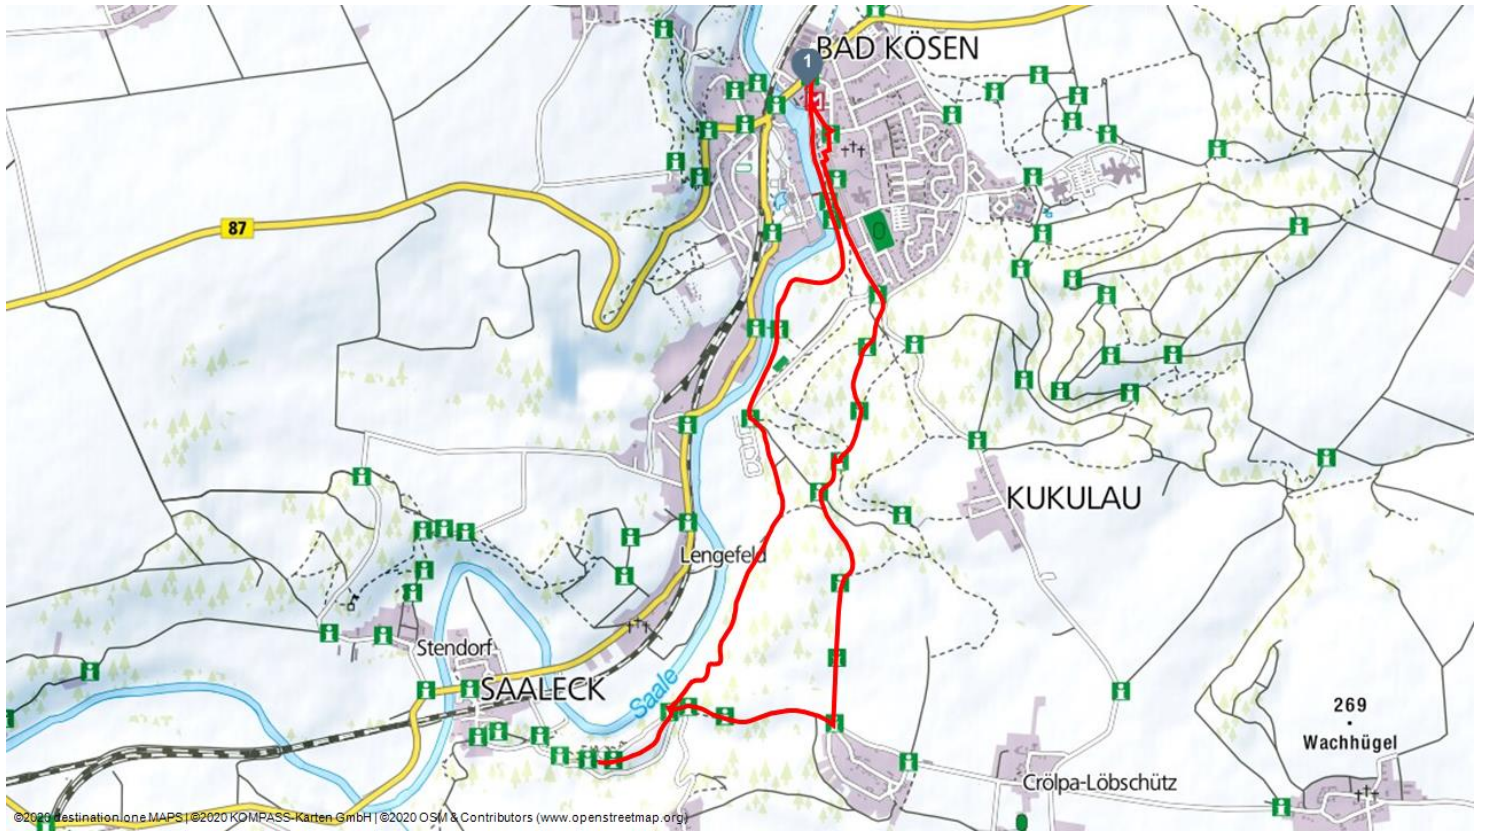 BAD KÖSEN
1
87
KUKULAU
Lengefeld
Stendorf
SAALECK
Saale
269
Wachhügel
Crölpa-Löbschütz
©2020 destination.one MAPS | ©2020 KOMPASS-Karten GmbH | ©2020 OSM & Contributors (www.openstreetmap.org)